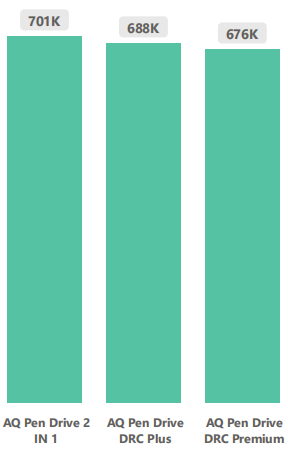 701K
688K
676K
AQ Pen Drive 2
IN 1
AQ Pen Drive
DRC Plus
AQ Pen Drive
DRC Premium